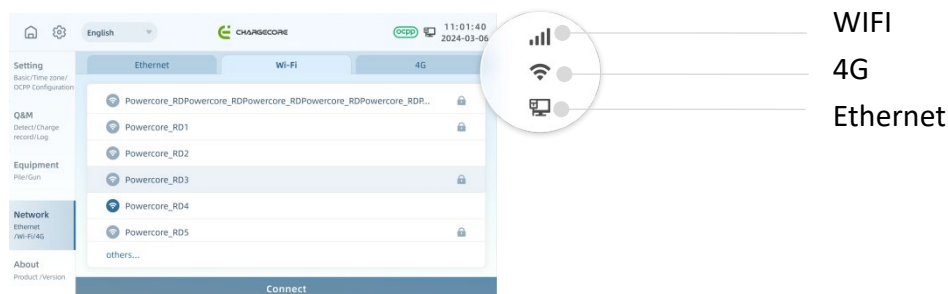 English
CHARGECORE
ocpp
11:01:40
2024-03-06
Setting
Basic/Time zone/
OCPP Configuration
Q&M
Detect/Charge
record/Log
Equipment
Pile/Gun
Network
Ethernet
/Wi-Fi/4G
About
Product /Version
Ethernet Wi-Fi 4G
Powercore_RDPowercore_RDPowercore_RDPowercore_RDPowercore_RDP...
Powercore_RD1
Powercore_RD2
Powercore_RD3
Powercore_RD4
Powercore_RD5
others...
Connect
WIFI
4G
Ethernet